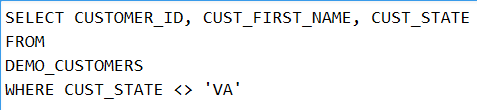 SELECT CUSTOMER_ID, CUST_FIRST_NAME, CUST_STATE
FROM
DEMO_CUSTOMERS
WHERE CUST_STATE <> 'VA'